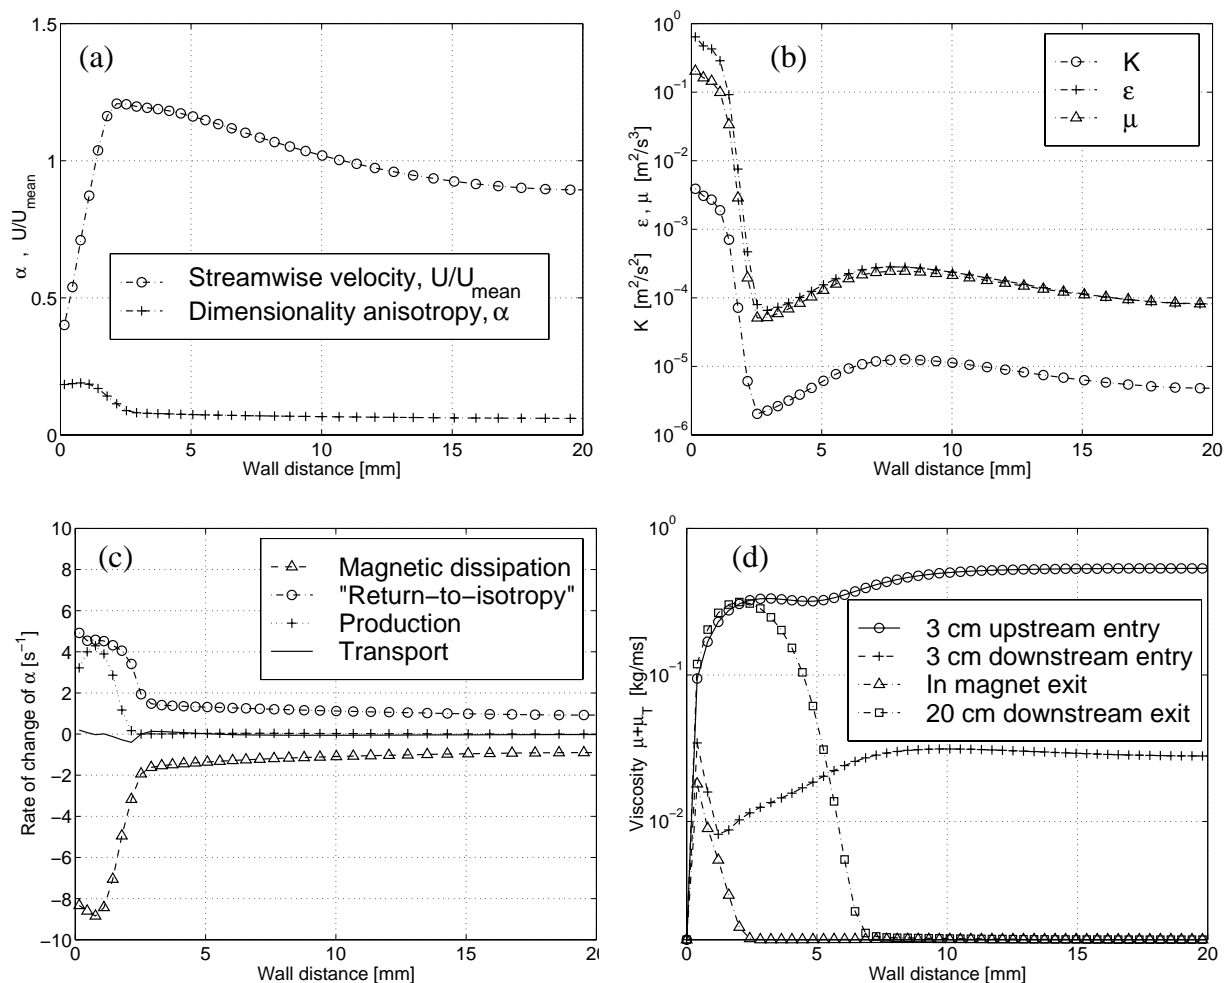 (a)
1.5
1
0.5
0
α , U/U_mean
Streamwise velocity, U/U_mean
Dimensionality anisotropy, α
0 5 10 15 20
Wall distance [mm]
(b)
10^0
10^−1
10^−2
10^−3
10^−4
10^−5
10^−6
K [m^2/s^2] ε , μ [m^2/s^3]
K
ε
μ
0 5 10 15 20
Wall distance [mm]
(c)
10
8
6
4
2
0
−2
−4
−6
−8
−10
Rate of change of α [s^−1]
Magnetic dissipation
"Return−to−isotropy"
Production
Transport
0 5 10 15 20
Wall distance [mm]
(d)
10^0
10^−1
10^−2
Viscosity μ+μ_T [kg/ms]
3 cm upstream entry
3 cm downstream entry
In magnet exit
20 cm downstream exit
0 5 10 15 20
Wall distance [mm]